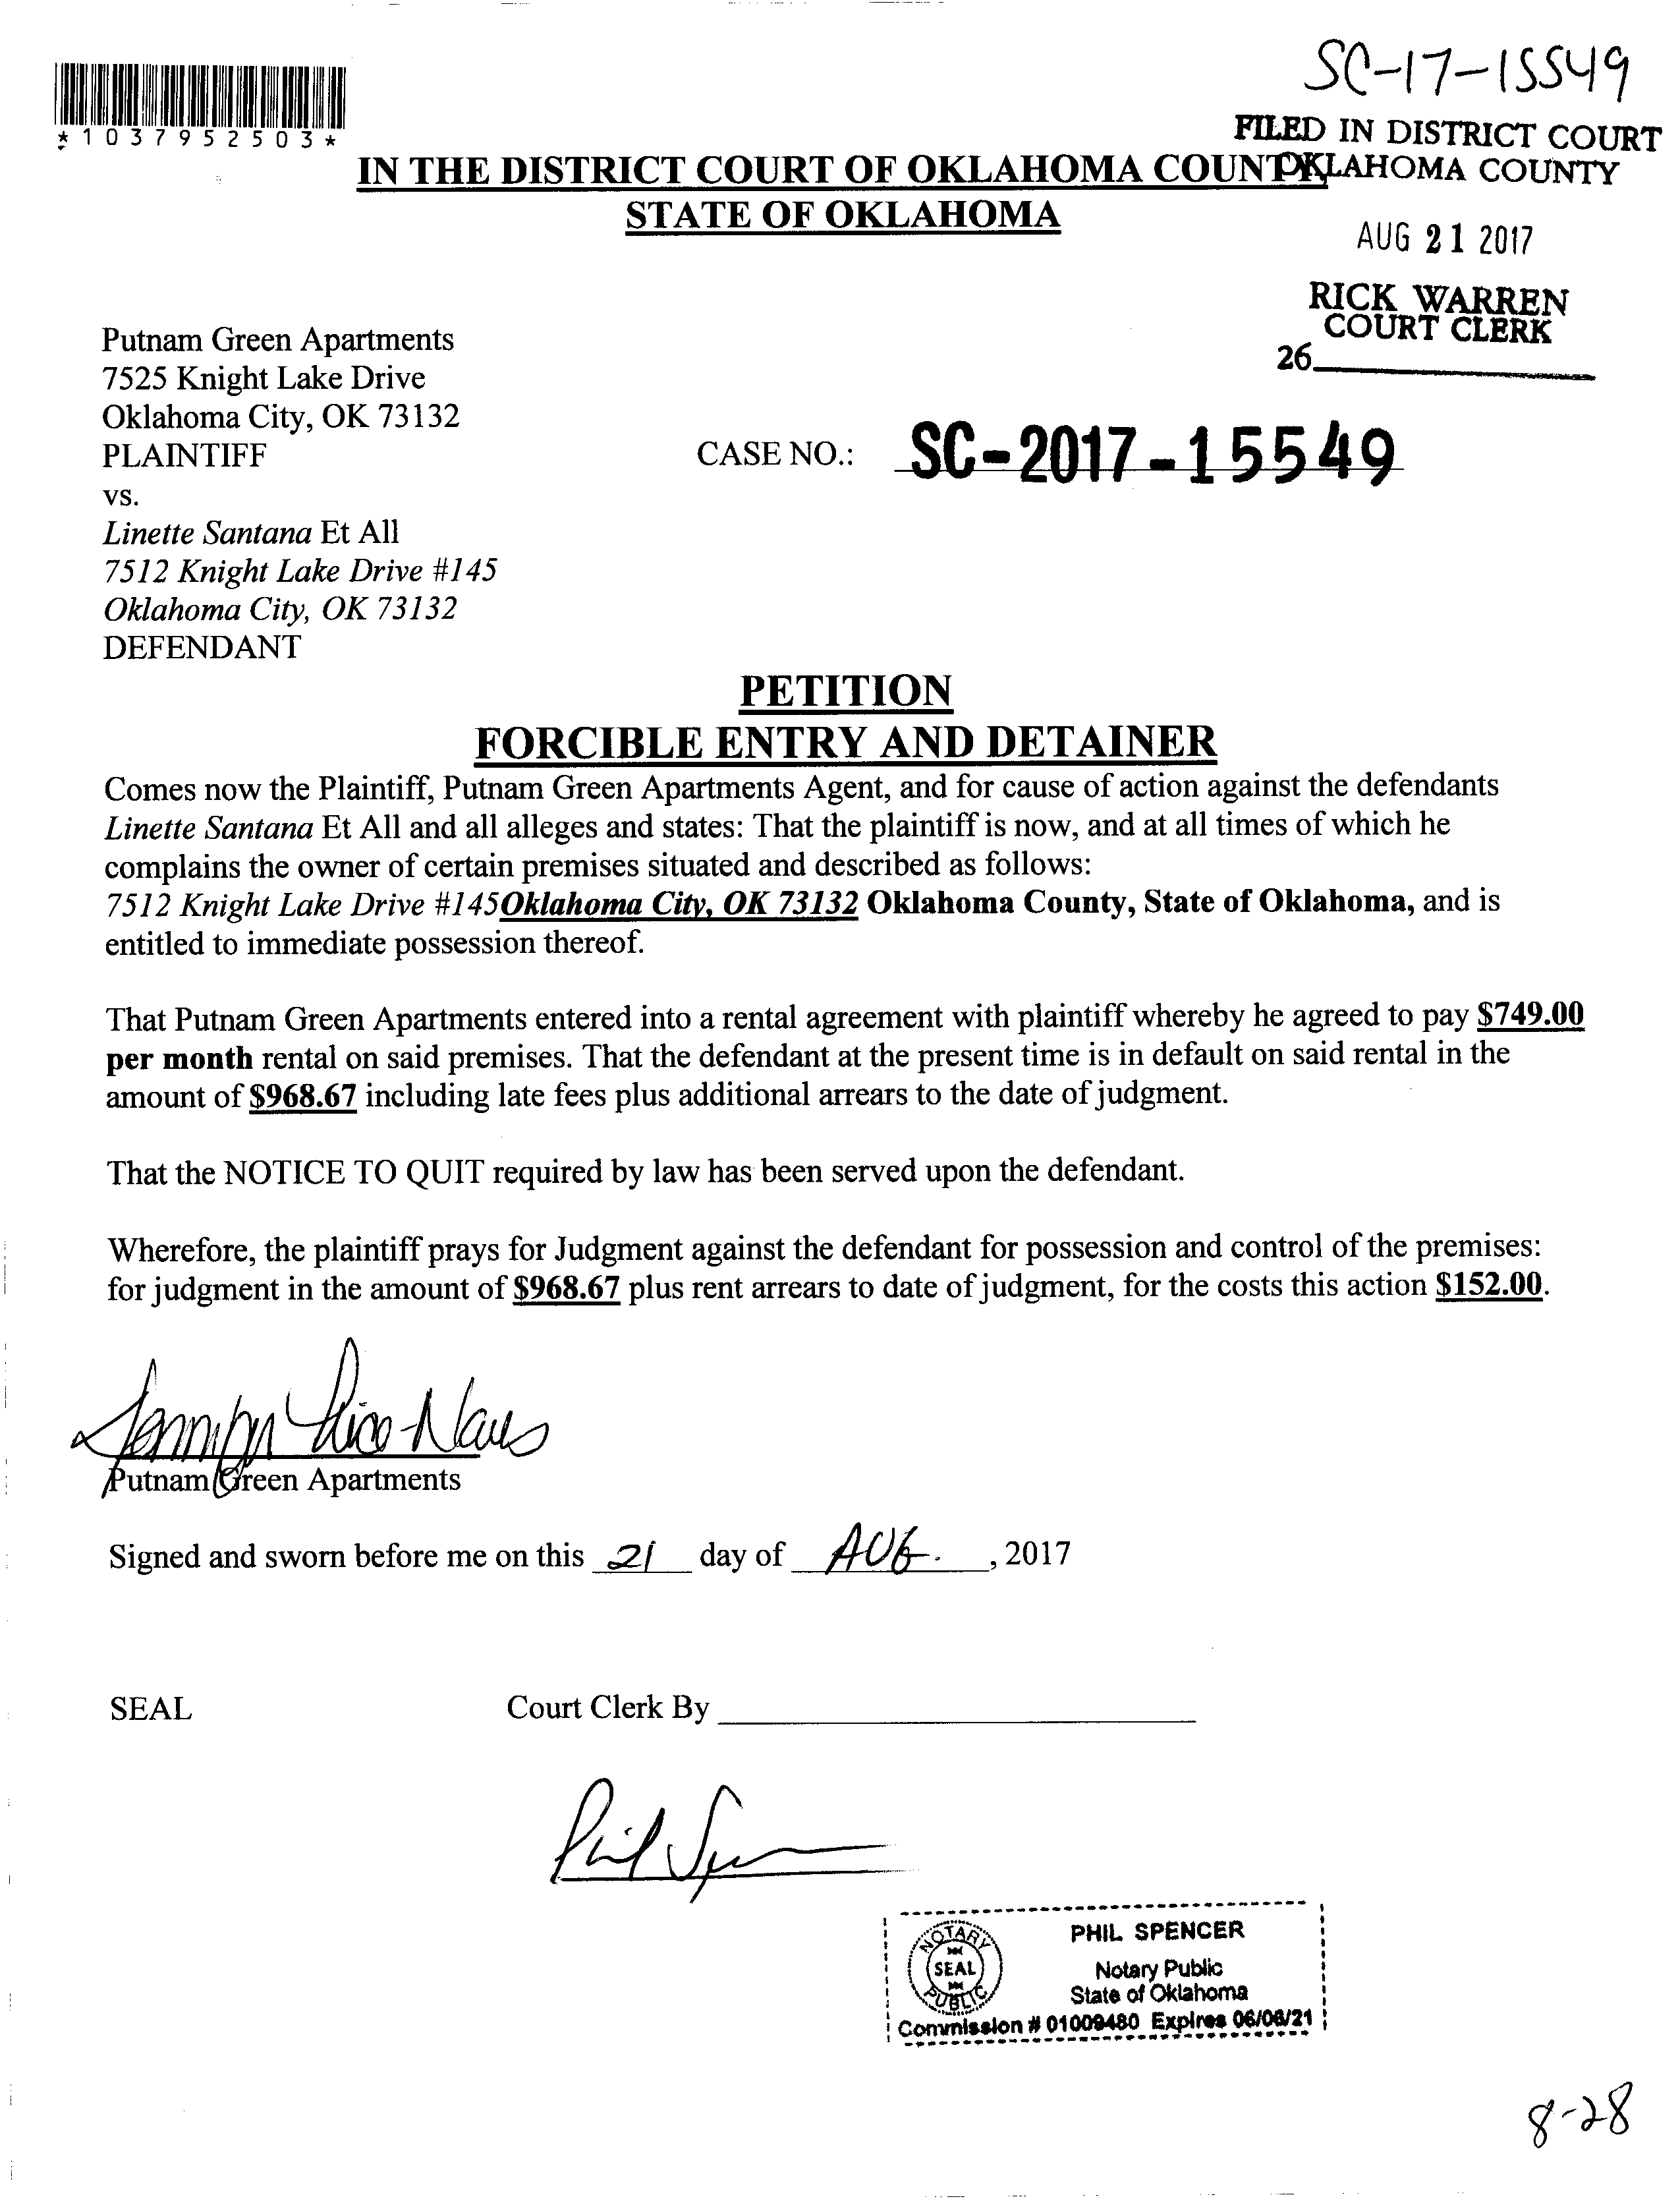 SC-17-15549
*1037952503*
FILED IN DISTRICT COURT
OKLAHOMA COUNTY
IN THE DISTRICT COURT OF OKLAHOMA COUNTY
STATE OF OKLAHOMA
AUG 21 2017
RICK WARREN
COURT CLERK
26
Putnam Green Apartments
7525 Knight Lake Drive
Oklahoma City, OK 73132
PLAINTIFF
CASE NO.: SC-2017-15549
vs.
Linette Santana Et All
7512 Knight Lake Drive #145
Oklahoma City, OK 73132
DEFENDANT
PETITION
FORCIBLE ENTRY AND DETAINER
Comes now the Plaintiff, Putnam Green Apartments Agent, and for cause of action against the defendants
Linette Santana Et All and all alleges and states: That the plaintiff is now, and at all times of which he
complains the owner of certain premises situated and described as follows:
7512 Knight Lake Drive #145Oklahoma City, OK 73132 Oklahoma County, State of Oklahoma, and is
entitled to immediate possession thereof.
That Putnam Green Apartments entered into a rental agreement with plaintiff whereby he agreed to pay $749.00
per month rental on said premises. That the defendant at the present time is in default on said rental in the
amount of $968.67 including late fees plus additional arrears to the date of judgment.
That the NOTICE TO QUIT required by law has been served upon the defendant.
Wherefore, the plaintiff prays for Judgment against the defendant for possession and control of the premises:
for judgment in the amount of $968.67 plus rent arrears to date of judgment, for the costs this action $152.00.
Putnam Green Apartments
Signed and sworn before me on this 21 day of AUG. , 2017
SEAL Court Clerk By
Phil Spencer
NOTARY PUBLIC
SEAL
PHIL SPENCER
Notary Public
State of Oklahoma
Commission # 01009480 Expires 06/06/21
8-28